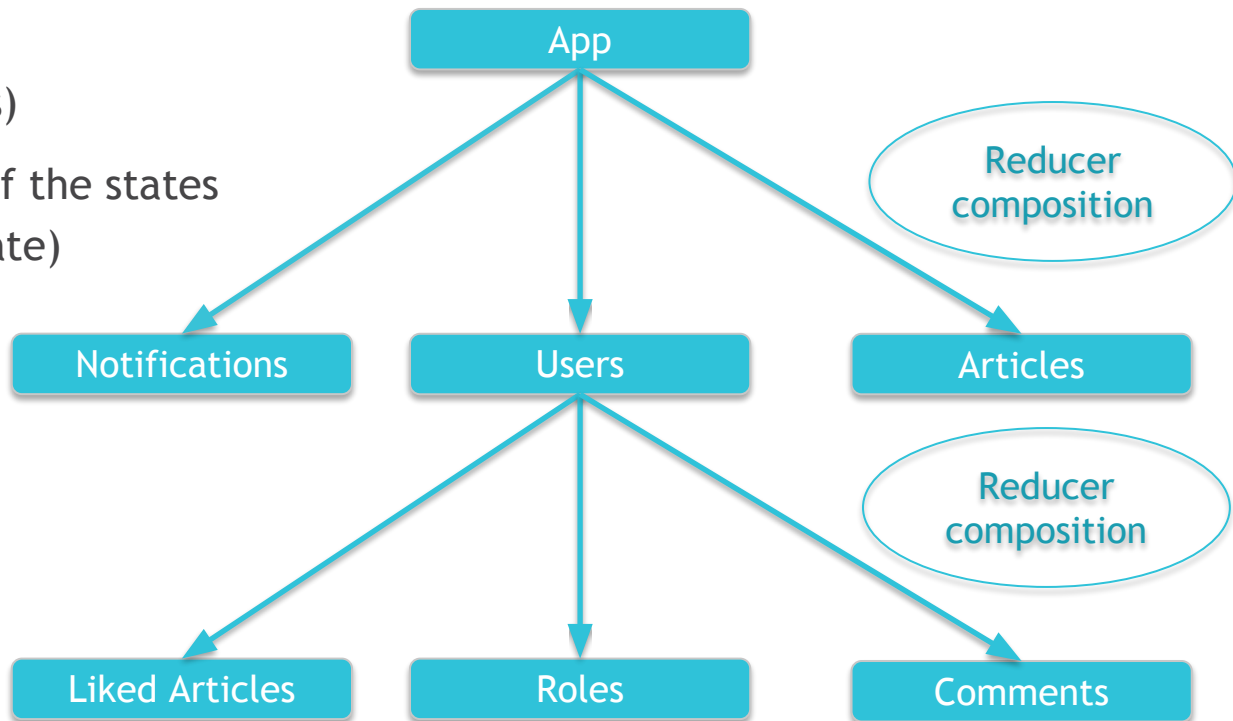 App
s)
f the states
ate)
Reducer
composition
Notifications
Users
Articles
Reducer
composition
Liked Articles
Roles
Comments